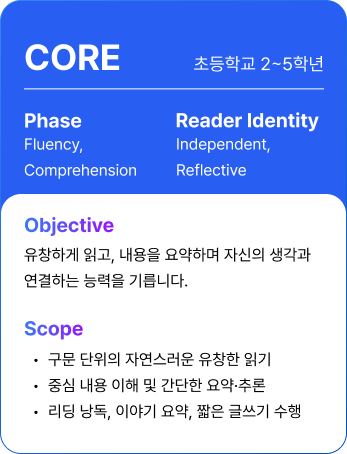 CORE
초등학교 2~5학년
Phase
Fluency,
Comprehension
Reader Identity
Independent,
Reflective
Objective
유창하게 읽고, 내용을 요약하며 자신의 생각과
연결하는 능력을 기릅니다.
Scope
• 구문 단위의 자연스러운 유창한 읽기
• 중심 내용 이해 및 간단한 요약·추론
• 리딩 낭독, 이야기 요약, 짧은 글쓰기 수행